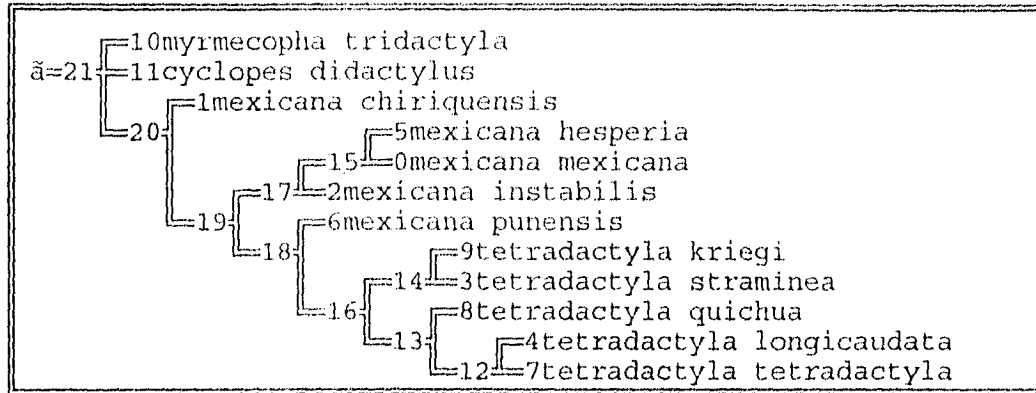 10myrmecopha tridactyla
ã=21 11cyclopes didactylus
1mexicana chiriquensis
20 5mexicana hesperia
15 0mexicana mexicana
17 2mexicana instabilis
19 6mexicana punensis
18 9tetradactyla kriegi
14 3tetradactyla straminea
16 8tetradactyla quichua
13 4tetradactyla longicaudata
12 7tetradactyla tetradactyla